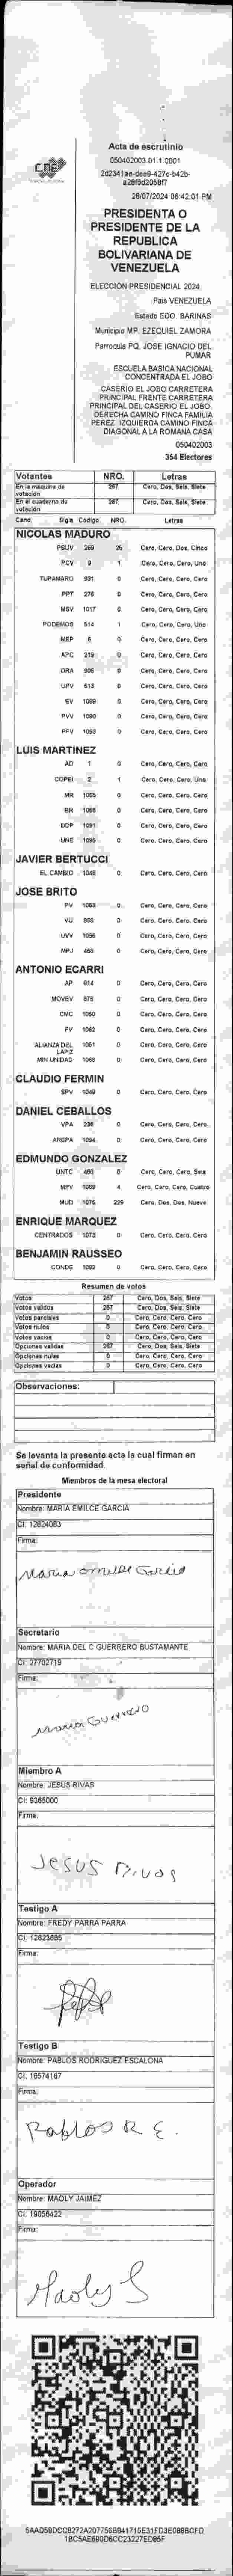 CNE
Acta de escrutinio
050402003.01.1.0001
28/07/2024 06:42:01 PM
PRESIDENTA O
PRESIDENTE DE LA
REPUBLICA
BOLIVARIANA DE
VENEZUELA
ELECCIÓN PRESIDENCIAL 2024
País VENEZUELA
Estado EDO. BARINAS
Municipio MP. EZEQUIEL ZAMORA
Parroquia PQ. JOSE IGNACIO DEL
PUMAR
ESCUELA BASICA NACIONAL
CONCENTRADA EL JOBO
CASERIO EL JOBO CARRETERA
PRINCIPAL FRENTE CARRETERA
PRINCIPAL DEL CASERIO EL JOBO.
DERECHA CAMINO FINCA FAMILIA
PEREZ. IZQUIERDA CAMINO FINCA
DIAGONAL A LA ROMANA CASA
050402003
354 Electores
Votantes NRO. Letras
En la máquina de votación 267 Cero, Dos, Seis, Siete
En el cuaderno de votación 267 Cero, Dos, Seis, Siete
Cand. Sigla Código NRO. Letras
NICOLAS MADURO
PSUV 269 25 Cero, Cero, Dos, Cinco
PCV 9 1 Cero, Cero, Cero, Uno
TUPAMARO 931 0 Cero, Cero, Cero, Cero
PPT 276 0 Cero, Cero, Cero, Cero
MSV 1017 0 Cero, Cero, Cero, Cero
PODEMOS 514 1 Cero, Cero, Cero, Uno
MEP 8 0 Cero, Cero, Cero, Cero
APC 219 0 Cero, Cero, Cero, Cero
ORA 906 0 Cero, Cero, Cero, Cero
UPV 613 0 Cero, Cero, Cero, Cero
EV 1089 0 Cero, Cero, Cero, Cero
PVV 1090 0 Cero, Cero, Cero, Cero
PFV 1093 0 Cero, Cero, Cero, Cero
LUIS MARTINEZ
AD 1 0 Cero, Cero, Cero, Cero
COPEI 2 1 Cero, Cero, Cero, Uno
MR 1055 0 Cero, Cero, Cero, Cero
BR 1066 0 Cero, Cero, Cero, Cero
DDP 1091 0 Cero, Cero, Cero, Cero
UNE 1095 0 Cero, Cero, Cero, Cero
JAVIER BERTUCCI
EL CAMBIO 1048 0 Cero, Cero, Cero, Cero
JOSE BRITO
PV 1063 0 Cero, Cero, Cero, Cero
VU 0 Cero, Cero, Cero, Cero
UVV 1096 0 Cero, Cero, Cero, Cero
MPJ 456 0 Cero, Cero, Cero, Cero
ANTONIO ECARRI
AP 814 0 Cero, Cero, Cero, Cero
MOVEV 876 0 Cero, Cero, Cero, Cero
CMC 1050 0 Cero, Cero, Cero, Cero
FV 1062 0 Cero, Cero, Cero, Cero
ALIANZA DEL LAPIZ 1061 0 Cero, Cero, Cero, Cero
MIN UNIDAD 1068 0 Cero, Cero, Cero, Cero
CLAUDIO FERMIN
SPV 1049 0 Cero, Cero, Cero, Cero
DANIEL CEBALLOS
VPA 236 0 Cero, Cero, Cero, Cero
AREPA 1094 0 Cero, Cero, Cero, Cero
EDMUNDO GONZALEZ
UNTC 460 6 Cero, Cero, Cero, Seis
MPV 1069 4 Cero, Cero, Cero, Cuatro
MUD 1076 229 Cero, Dos, Dos, Nueve
ENRIQUE MARQUEZ
CENTRADOS 1073 0 Cero, Cero, Cero, Cero
BENJAMIN RAUSSEO
CONDE 1092 0 Cero, Cero, Cero, Cero
Resumen de votos
Votos 267 Cero, Dos, Seis, Siete
Votos validos 267 Cero, Dos, Seis, Siete
Votos parciales 0 Cero, Cero, Cero, Cero
Votos nulos 0 Cero, Cero, Cero, Cero
Votos vacios 0 Cero, Cero, Cero, Cero
Opciones validas 267 Cero, Dos, Seis, Siete
Opciones nulas 0 Cero, Cero, Cero, Cero
Opciones vacias 0 Cero, Cero, Cero, Cero
Observaciones:
Se levanta la presente acta la cual firman en
señal de conformidad.
Miembros de la mesa electoral
Presidente
Nombre: MARIA EMILCE GARCIA
CI: 12824083
Firma:
Maria emilce Garcia
Secretario
Nombre: MARIA DEL C GUERRERO BUSTAMANTE
CI: 27702719
Firma:
Maria Guerrero
Miembro A
Nombre: JESUS RIVAS
CI: 9365000
Firma:
Jesus Rivas
Testigo A
Nombre: FREDY PARRA PARRA
CI: 12823685
Firma:
Testigo B
Nombre: PABLOS RODRIGUEZ ESCALONA
CI: 16574167
Firma:
Pablos R E.
Operador
Nombre: MAOLY JAIMEZ
CI: 19056422
Firma:
Maoly J